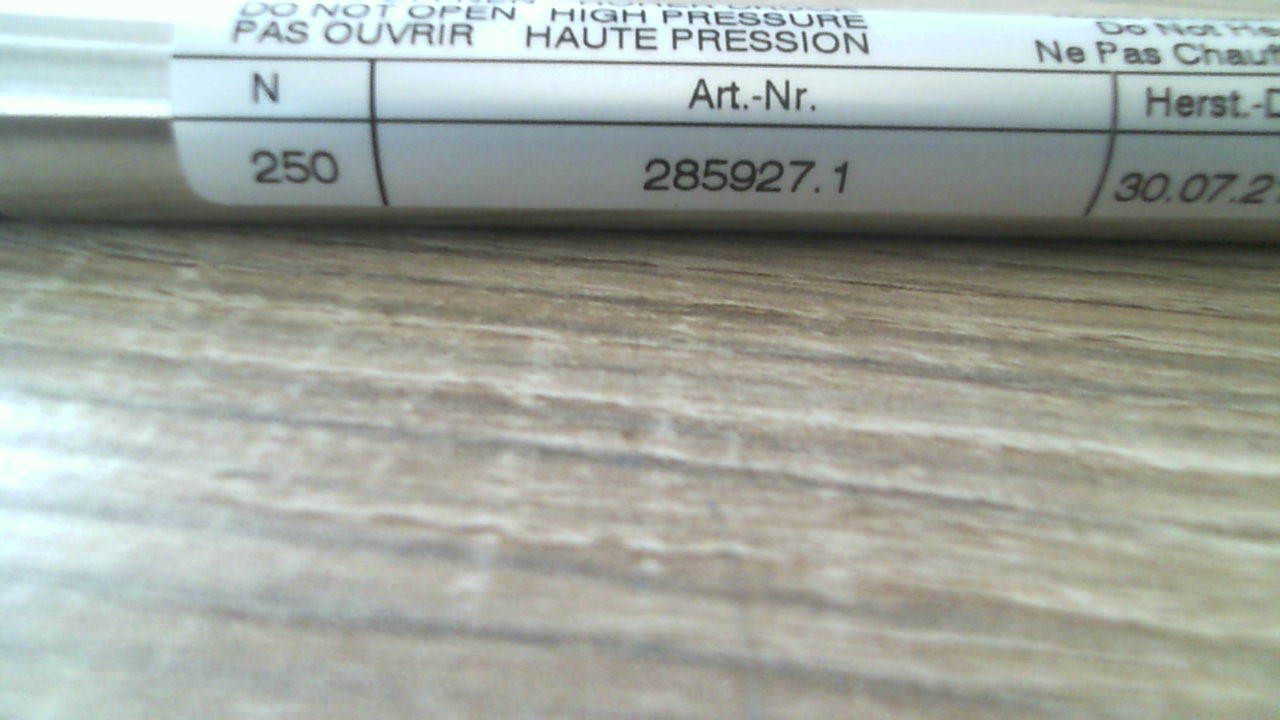 DO NOT OPEN HIGH PRESSURE
PAS OUVRIR HAUTE PRESSION
Ne Pas Chauff
N Art.-Nr. Herst.-D
250 285927.1 30.07.2